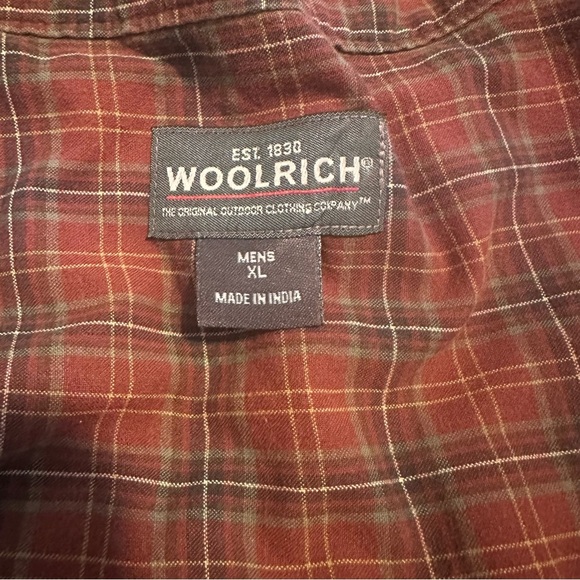 EST. 1830
WOOLRICH®
THE ORIGINAL OUTDOOR CLOTHING COMPANY™
MENS
XL
MADE IN INDIA